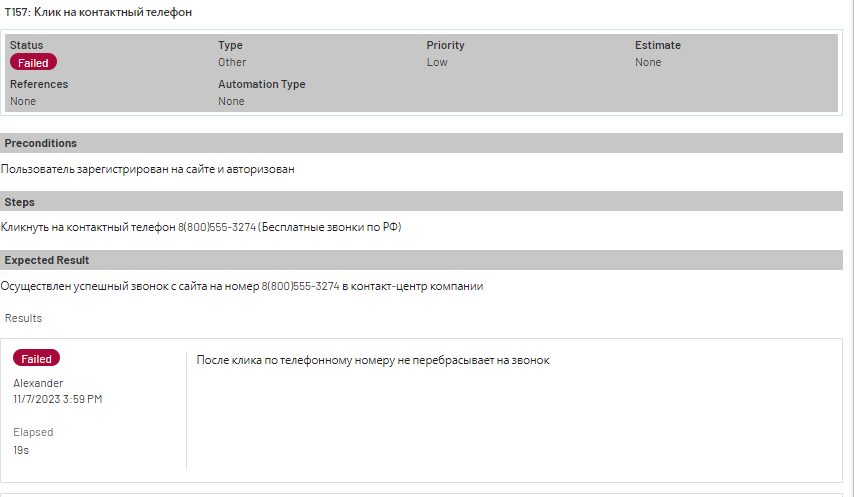 T157: Клик на контактный телефон
Status Type Priority Estimate
Failed Other Low None
References Automation Type
None None
Preconditions
Пользователь зарегистрирован на сайте и авторизован
Steps
Кликнуть на контактный телефон 8(800)555-3274 (Бесплатные звонки по РФ)
Expected Result
Осуществлен успешный звонок с сайта на номер 8(800)555-3274 в контакт-центр компании
Results
Failed После клика по телефонному номеру не перебрасывает на звонок
Alexander
11/7/2023 3:59 PM
Elapsed
19s